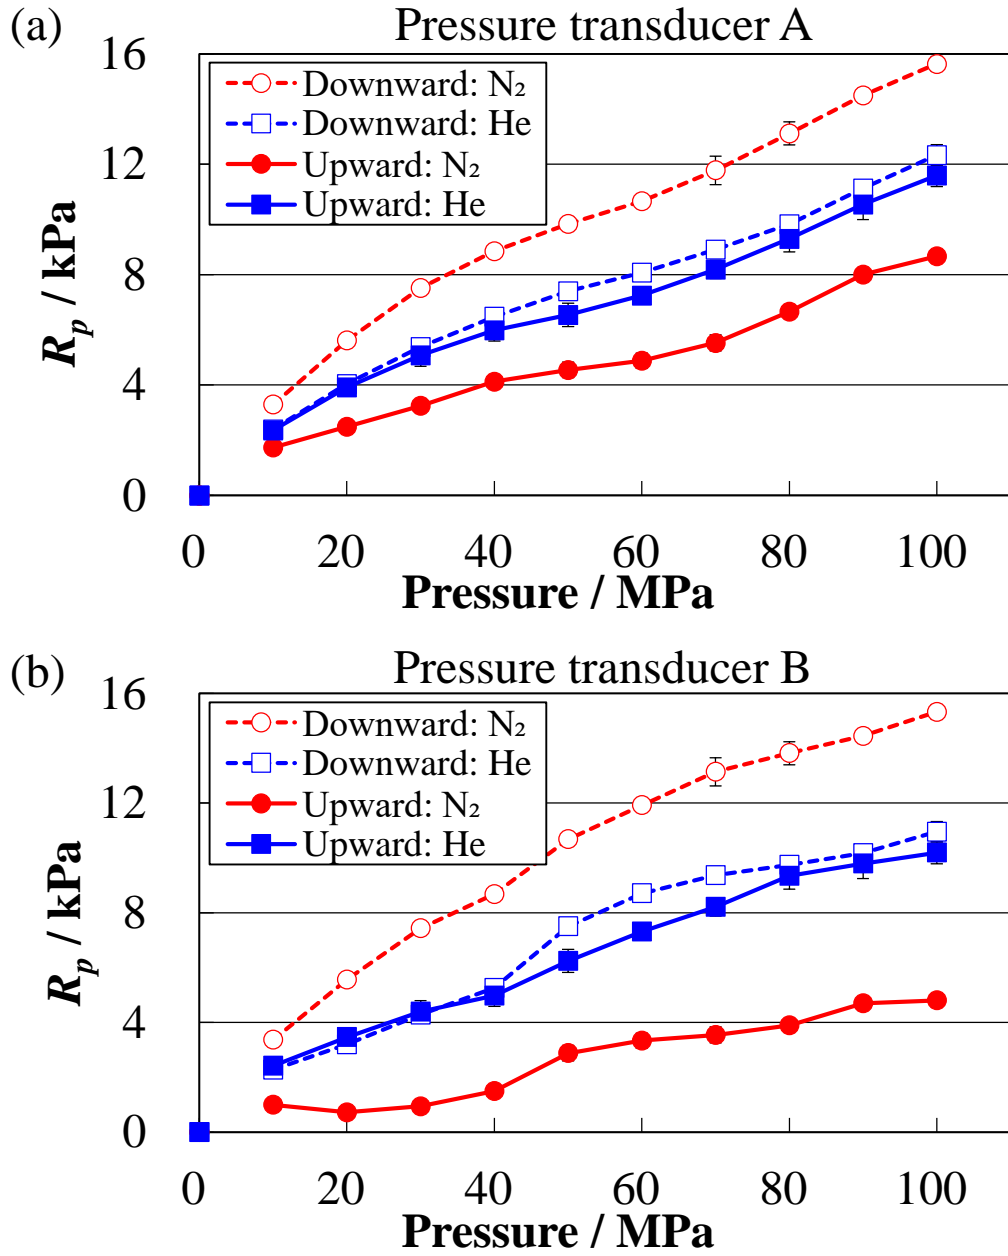 (a)
Pressure transducer A
16
Downward: N₂
Downward: He
Upward: N₂
Upward: He
12
8
4
0
Rₚ / kPa
0 20 40 60 80 100
Pressure / MPa
(b)
Pressure transducer B
16
Downward: N₂
Downward: He
Upward: N₂
Upward: He
12
8
4
0
Rₚ / kPa
0 20 40 60 80 100
Pressure / MPa